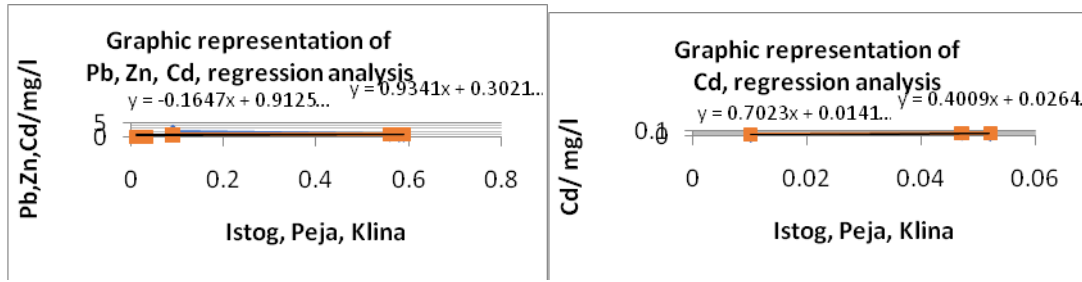 Graphic representation of
Pb, Zn, Cd, regression analysis
y = -0.1647x + 0.9125...
y = 0.9341x + 0.3021...
Pb,Zn,Cd/mg/l
5
0
0
0.2
0.4
0.6
0.8
Istog, Peja, Klina
Graphic representation of
Cd, regression analysis
y = 0.7023x + 0.0141...
y = 0.4009x + 0.0264...
Cd/ mg/l
0.1
0
0
0.02
0.04
0.06
Istog, Peja, Klina